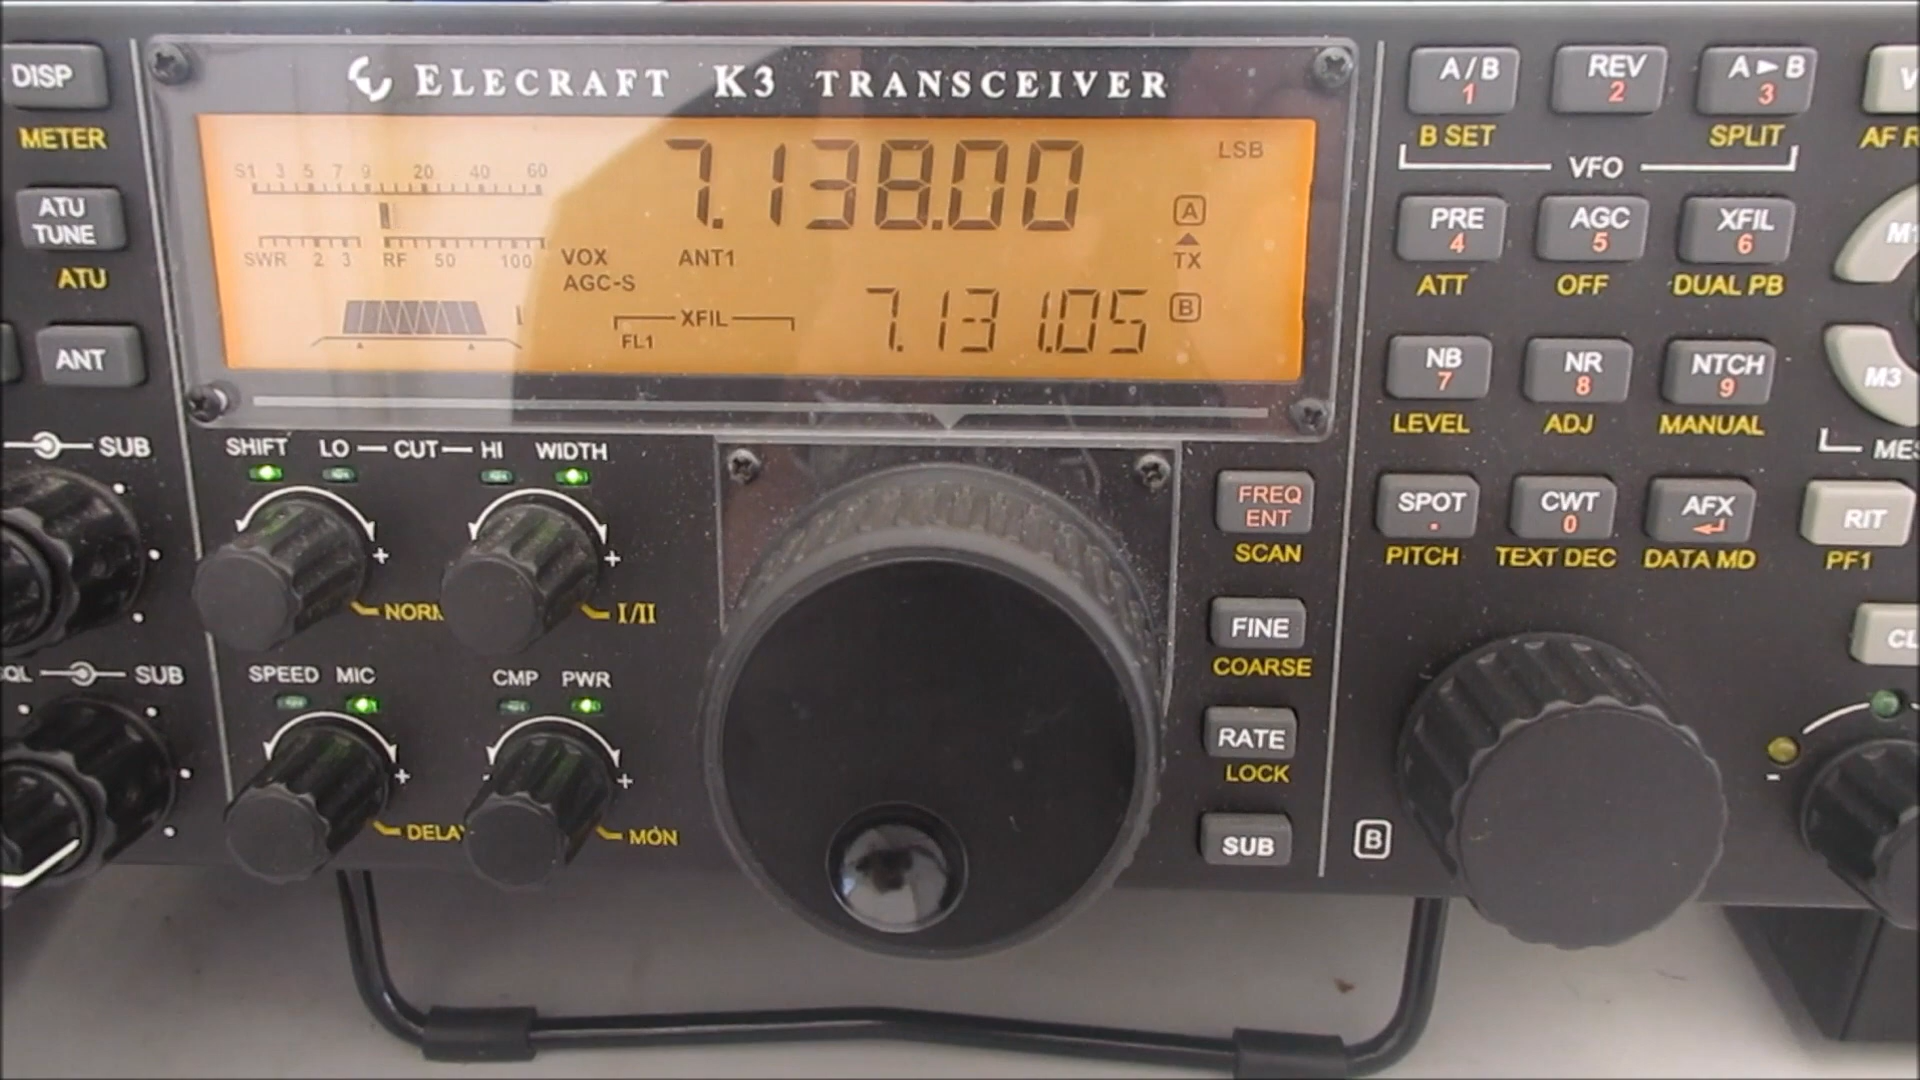 ELECRAFT K3 TRANSCEIVER
DISP
METER
ATU TUNE
ATU
ANT
SUB
SUB
S1 3 5 7 9 20 40 60
SWR 2 3 RF 50 100
VOX
AGC-S
ANT1
7.138.00
LSB
A
TX
XFIL
FL1
7.131.05
B
SHIFT LO CUT HI WIDTH
+ +
NORM I/II
SPEED MIC CMP PWR
+ - +
DELAY MON
FREQ ENT
SCAN
FINE
COARSE
RATE
LOCK
SUB
B
A/B 1 REV 2 A►B 3
B SET SPLIT
VFO
PRE 4 AGC 5 XFIL 6
ATT OFF DUAL PB
NB 7 NR 8 NTCH 9
LEVEL ADJ MANUAL
SPOT . CWT 0 AFX ↵
PITCH TEXT DEC DATA MD
M3
RIT
PF1
-